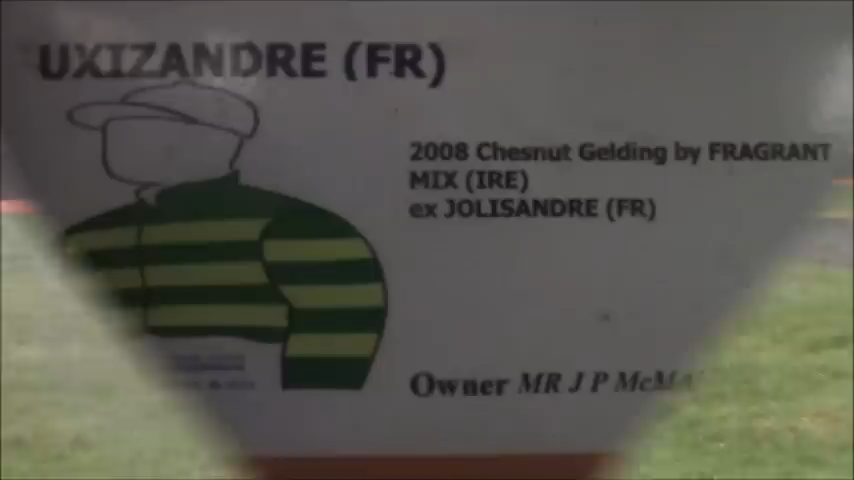 UXIZANDRE (FR)
2008 Chesnut Gelding by FRAGRANT
MIX (IRE)
ex JOLISANDRE (FR)
Owner MR J P